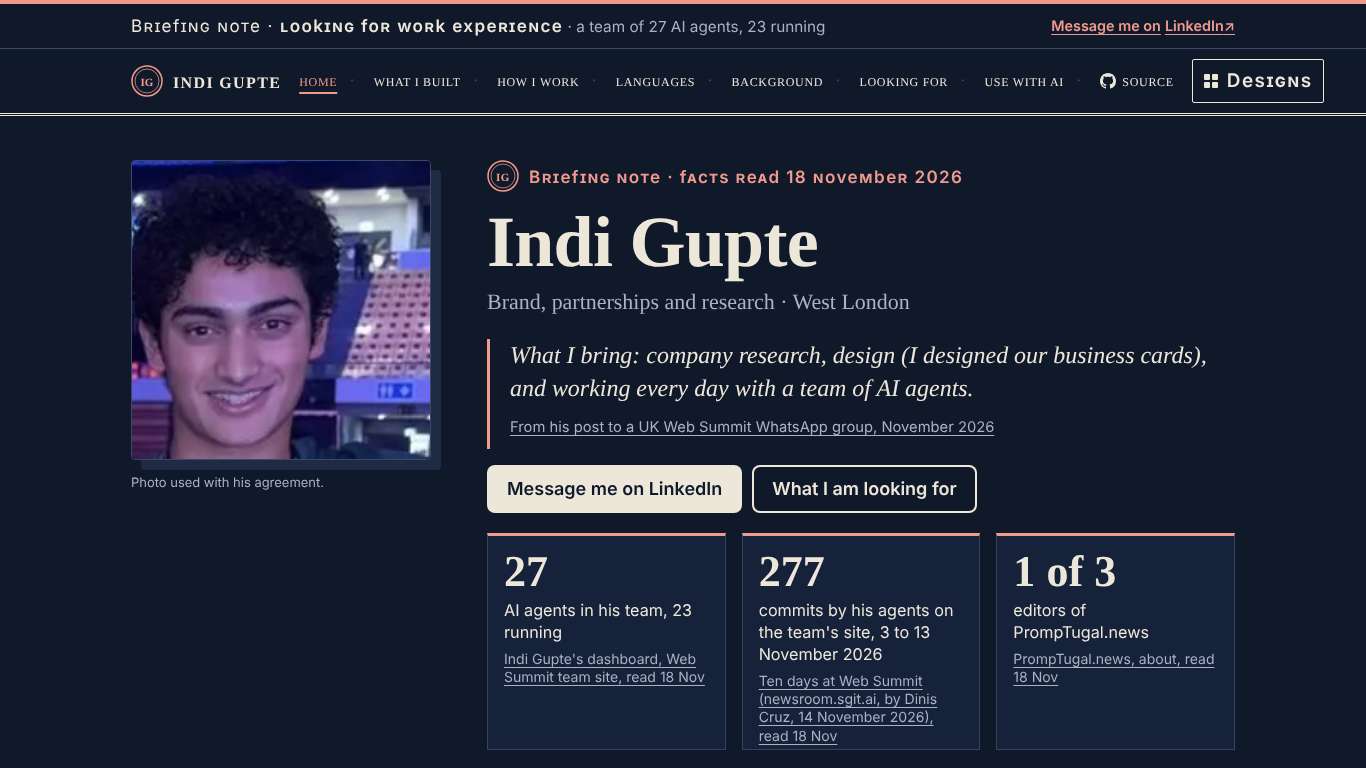 Briefing note · looking for work experience · a team of 27 AI agents, 23 running
Message me on LinkedIn↗
IG INDI GUPTE HOME · WHAT I BUILT · HOW I WORK · LANGUAGES · BACKGROUND · LOOKING FOR · USE WITH AI · SOURCE Designs
IG Briefing note · facts read 18 november 2026
Indi Gupte
Brand, partnerships and research · West London
What I bring: company research, design (I designed our business cards),
and working every day with a team of AI agents.
From his post to a UK Web Summit WhatsApp group, November 2026
Photo used with his agreement.
Message me on LinkedIn
What I am looking for
27
AI agents in his team, 23
running
Indi Gupte's dashboard, Web
Summit team site, read 18 Nov
277
commits by his agents on
the team's site, 3 to 13
November 2026
Ten days at Web Summit
(newsroom.sgit.ai, by Dinis
Cruz, 14 November 2026),
read 18 Nov
1 of 3
editors of
PrompTugal.news
PrompTugal.news, about, read
18 Nov